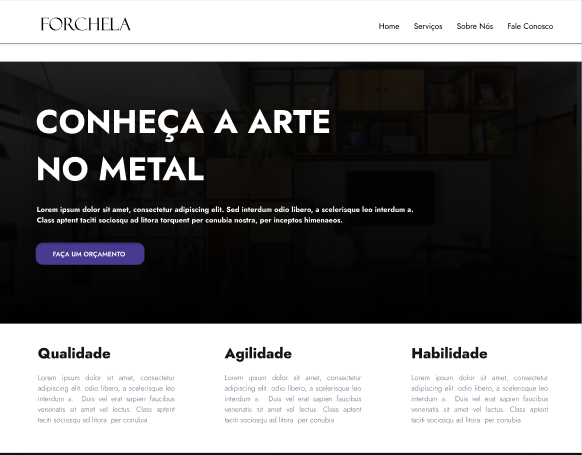 FORCHELA
Home Serviços Sobre Nós Fale Conosco
CONHEÇA A ARTE
NO METAL
Lorem ipsum dolor sit amet, consectetur adipiscing elit. Sed interdum odio libero, a scelerisque leo interdum a.
Class aptent taciti sociosqu ad litora torquent per conubia nostra, per inceptos himenaeos.
FAÇA UM ORÇAMENTO
Qualidade
Lorem ipsum dolor sit amet, consectetur
adipiscing elit. odio libero, a scelerisque leo
interdum a. Duis vel erat sapien faucibus
venenatis sit amet vel lectus. Class aptent
taciti sociosqu ad litora per conubia
Agilidade
Lorem ipsum dolor sit amet, consectetur
adipiscing elit. odio libero, a scelerisque leo
interdum a. Duis vel erat sapien faucibus
venenatis sit amet vel lectus. Class aptent
taciti sociosqu ad litora per conubia
Habilidade
Lorem ipsum dolor sit amet, consectetur
adipiscing elit. odio libero, a scelerisque leo
interdum a. Duis vel erat sapien faucibus
venenatis sit amet vel lectus. Class aptent
taciti sociosqu ad litora per conubia